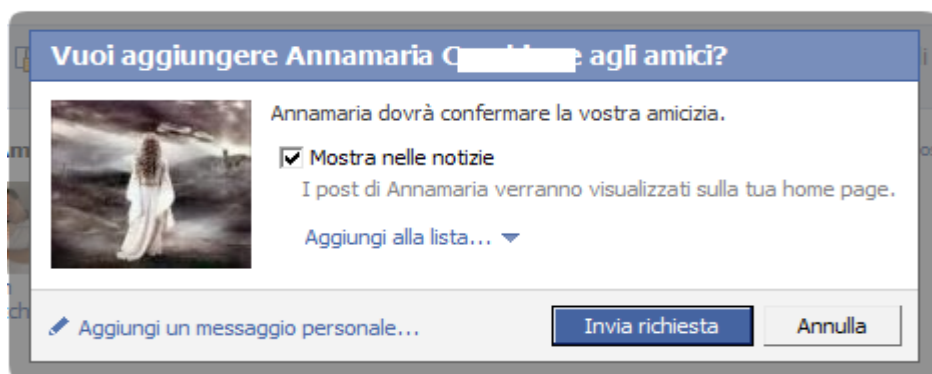 Vuoi aggiungere Annamaria agli amici?
Annamaria dovrà confermare la vostra amicizia.
Mostra nelle notizie
I post di Annamaria verranno visualizzati sulla tua home page.
Aggiungi alla lista...
Aggiungi un messaggio personale...
Invia richiesta
Annulla